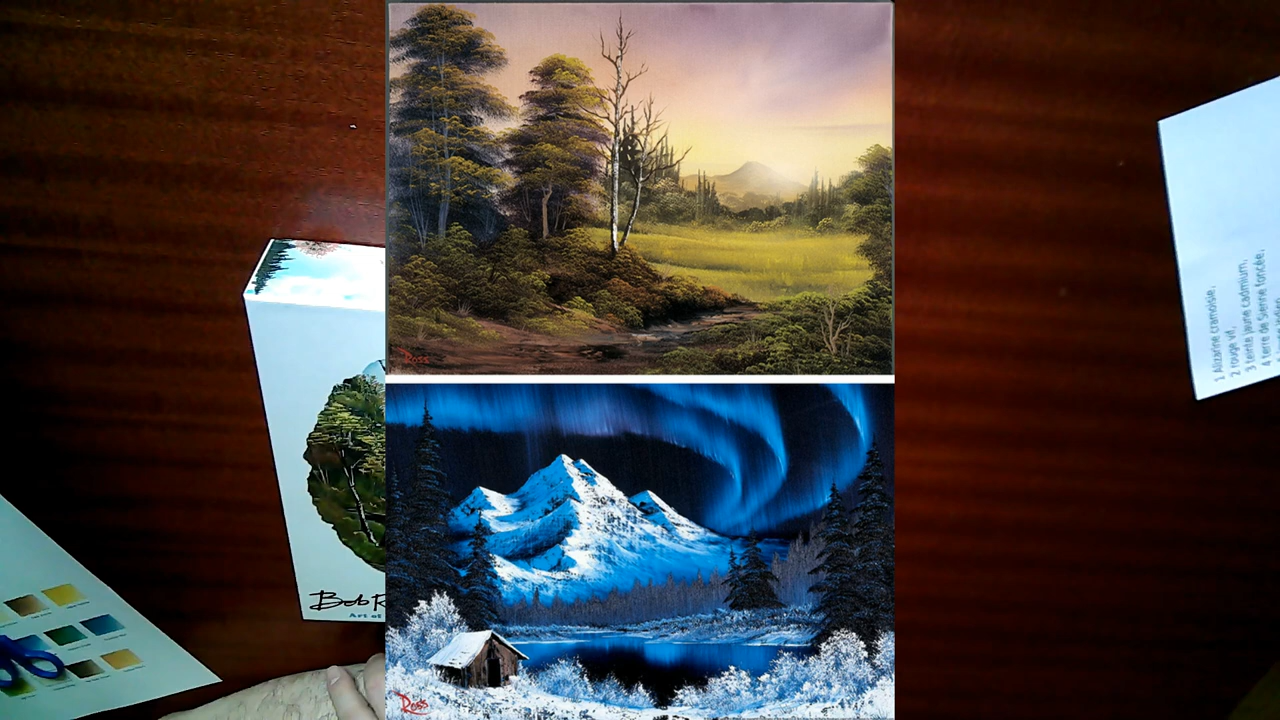 Ross
Bob R
Art of
Ross
1 Alizarine cramoisie,
2 rouge vif,
3 teinte jaune cadmium,
4 terre de Sienne foncée,